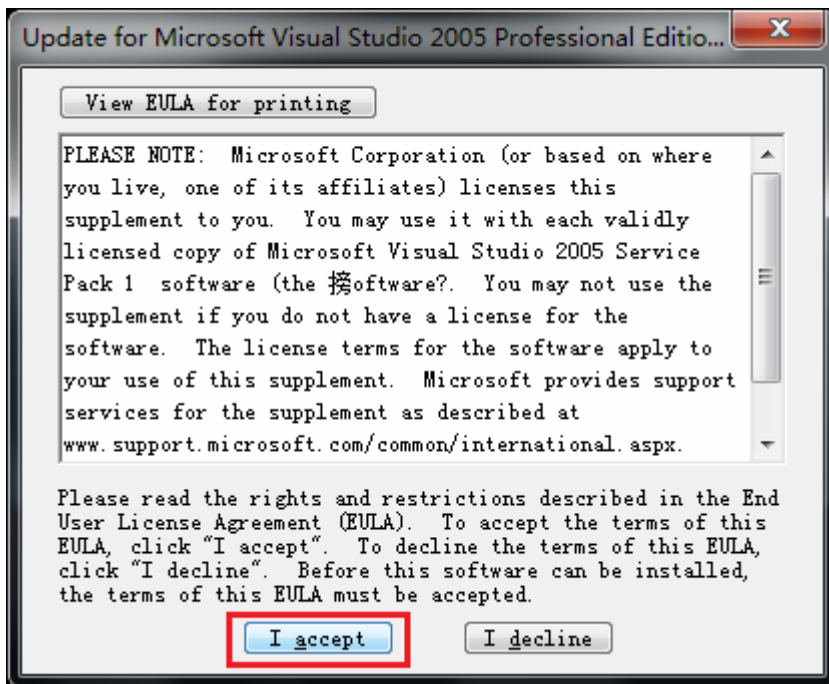 Update for Microsoft Visual Studio 2005 Professional Editio...
View EULA for printing
PLEASE NOTE:  Microsoft Corporation (or based on where
you live, one of its affiliates) licenses this
supplement to you.  You may use it with each validly
licensed copy of Microsoft Visual Studio 2005 Service
Pack 1  software (the 搒oftware?.  You may not use the
supplement if you do not have a license for the
software.  The license terms for the software apply to
your use of this supplement.  Microsoft provides support
services for the supplement as described at
www.support.microsoft.com/common/international.aspx.
Please read the rights and restrictions described in the End
User License Agreement (EULA).  To accept the terms of this
EULA, click "I accept".  To decline the terms of this EULA,
click "I decline".  Before this software can be installed,
the terms of this EULA must be accepted.
I accept
I decline